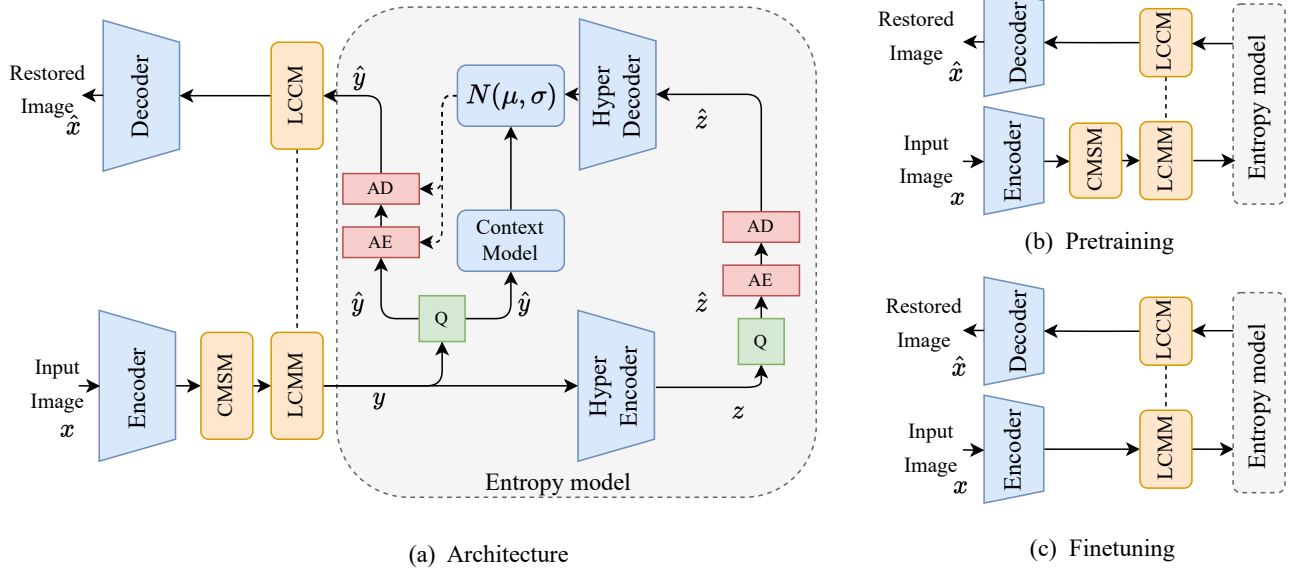 Restored
Image
x̂
Decoder
LCCM
ŷ
N(μ, σ)
Hyper
Decoder
ẑ
AD
AE
Context
Model
AD
AE
ŷ
Q
ŷ
ẑ
Q
Input
Image
x
Encoder
CMSM
LCMM
y
Hyper
Encoder
z
Entropy model
(a) Architecture
Restored
Image
x̂
Decoder
LCCM
Entropy model
Input
Image
x
Encoder
CMSM
LCMM
(b) Pretraining
Restored
Image
x̂
Decoder
LCCM
Entropy model
Input
Image
x
Encoder
LCMM
(c) Finetuning